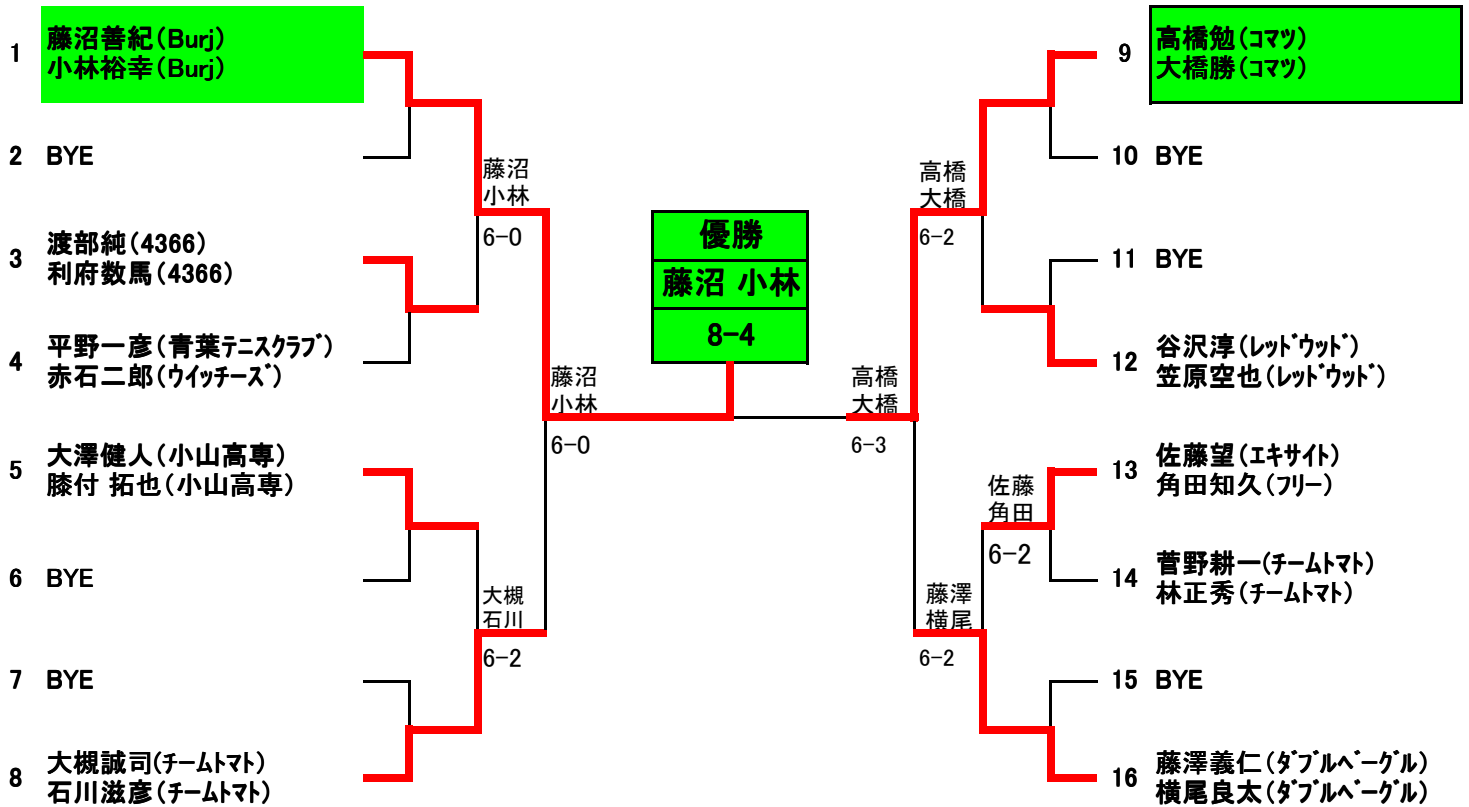 1
藤沼善紀(Burj)
小林裕幸(Burj)
2 BYE
3
渡部純(4366)
利府数馬(4366)
4
平野一彦(青葉テニスクラブ)
赤石二郎(ウイッチーズ)
5
大澤健人(小山高専)
膝付 拓也(小山高専)
6 BYE
7 BYE
8
大槻誠司(チームトマト)
石川滋彦(チームトマト)
藤沼
小林
6-0
大槻
石川
6-2
藤沼
小林
6-0
優勝
藤沼 小林
8-4
高橋
大橋
6-3
高橋
大橋
6-2
藤澤
横尾
6-2
佐藤
角田
6-2
9
高橋勉(コマツ)
大橋勝(コマツ)
10 BYE
11 BYE
12
谷沢淳(レッドウッド)
笠原空也(レッドウッド)
13
佐藤望(エキサイト)
角田知久(フリー)
14
菅野耕一(チームトマト)
林正秀(チームトマト)
15 BYE
16
藤澤義仁(ダブルベーグル)
横尾良太(ダブルベーグル)